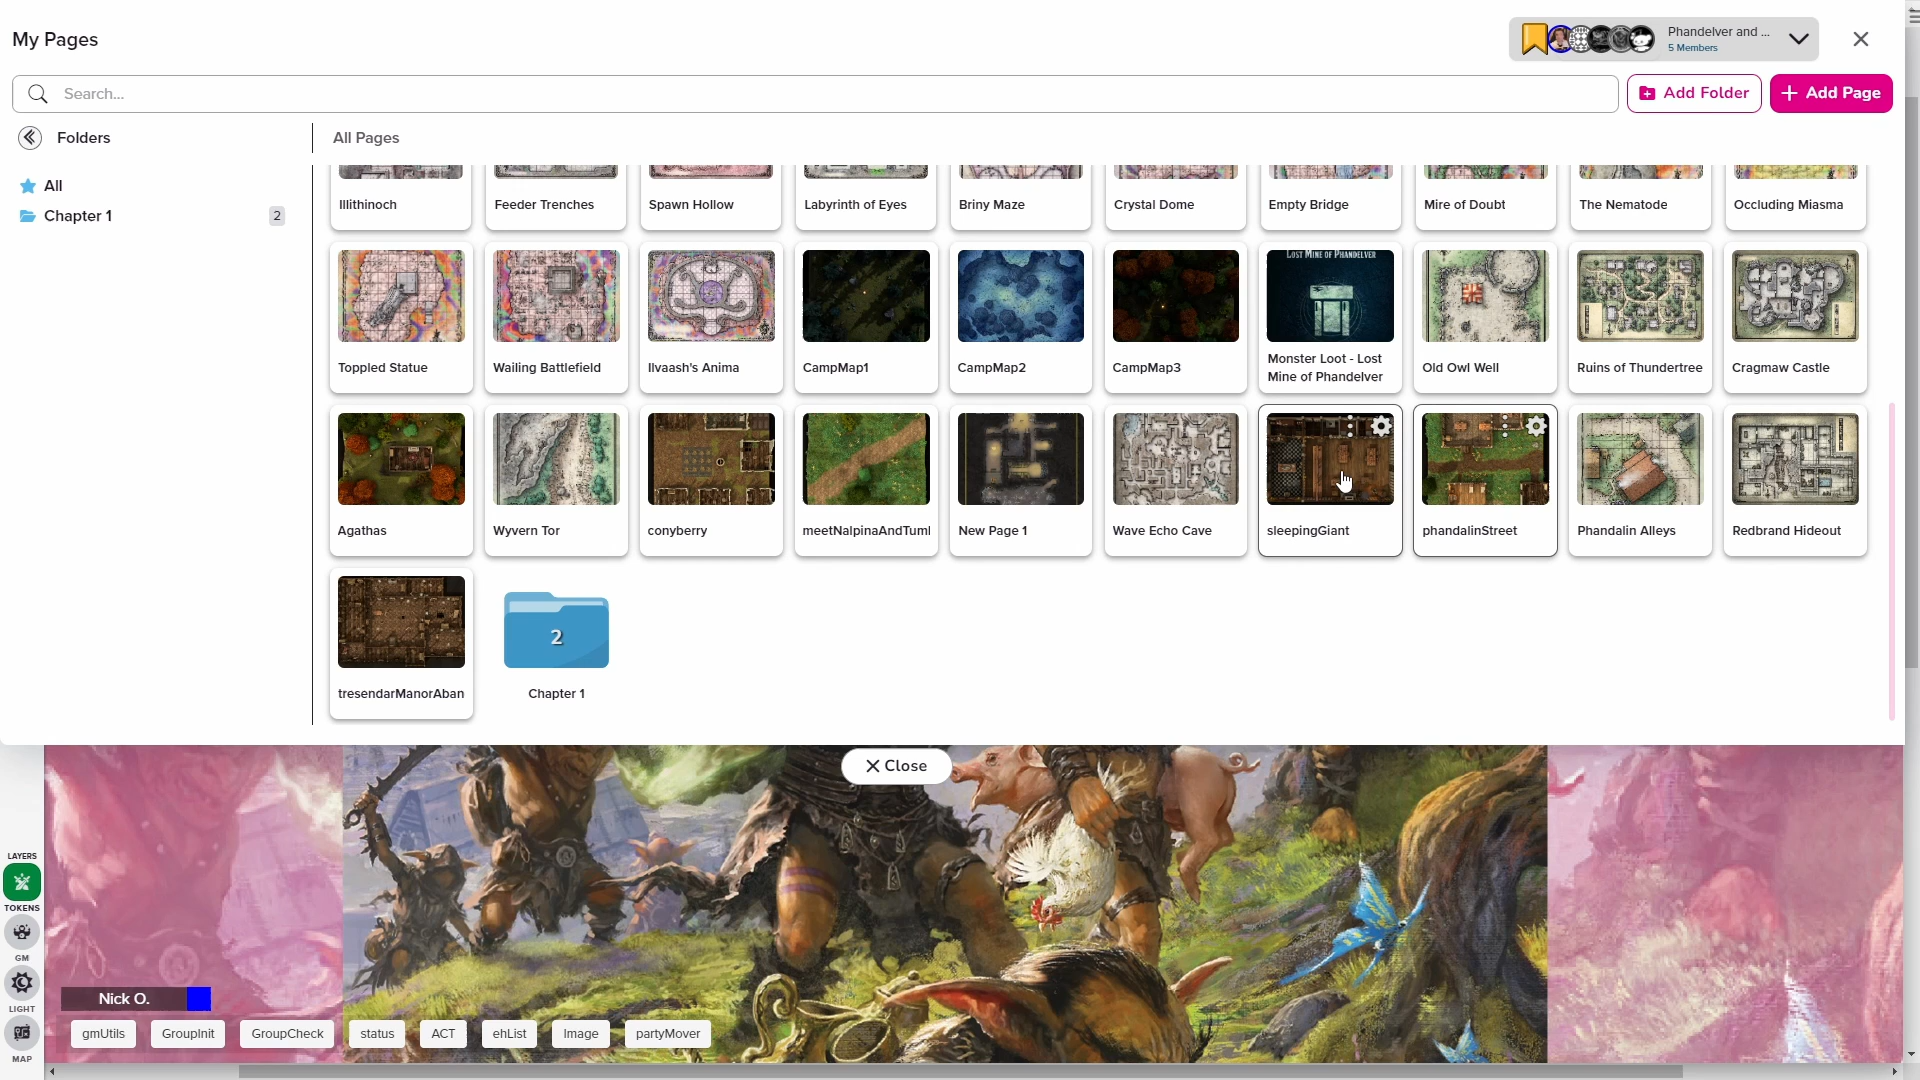 My Pages
Phandelver and ...
5 Members
Search...
Add Folder
Add Page
Folders
All Pages
All
Chapter 1
2
Illithinoch
Feeder Trenches
Spawn Hollow
Labyrinth of Eyes
Briny Maze
Crystal Dome
Empty Bridge
Mire of Doubt
The Nematode
Occluding Miasma
LOST MINE OF PHANDELVER
Toppled Statue
Wailing Battlefield
Ilvaash's Anima
CampMap1
CampMap2
CampMap3
Monster Loot - Lost
Mine of Phandelver
Old Owl Well
Ruins of Thundertree
Cragmaw Castle
Agathas
Wyvern Tor
conyberry
meetNalpinaAndTuml
New Page 1
Wave Echo Cave
sleepingGiant
phandalinStreet
Phandalin Alleys
Redbrand Hideout
2
tresendarManorAban
Chapter 1
Close
LAYERS
TOKENS
GM
LIGHT
MAP
Nick O.
gmUtils
GroupInit
GroupCheck
status
ACT
ehList
Image
partyMover